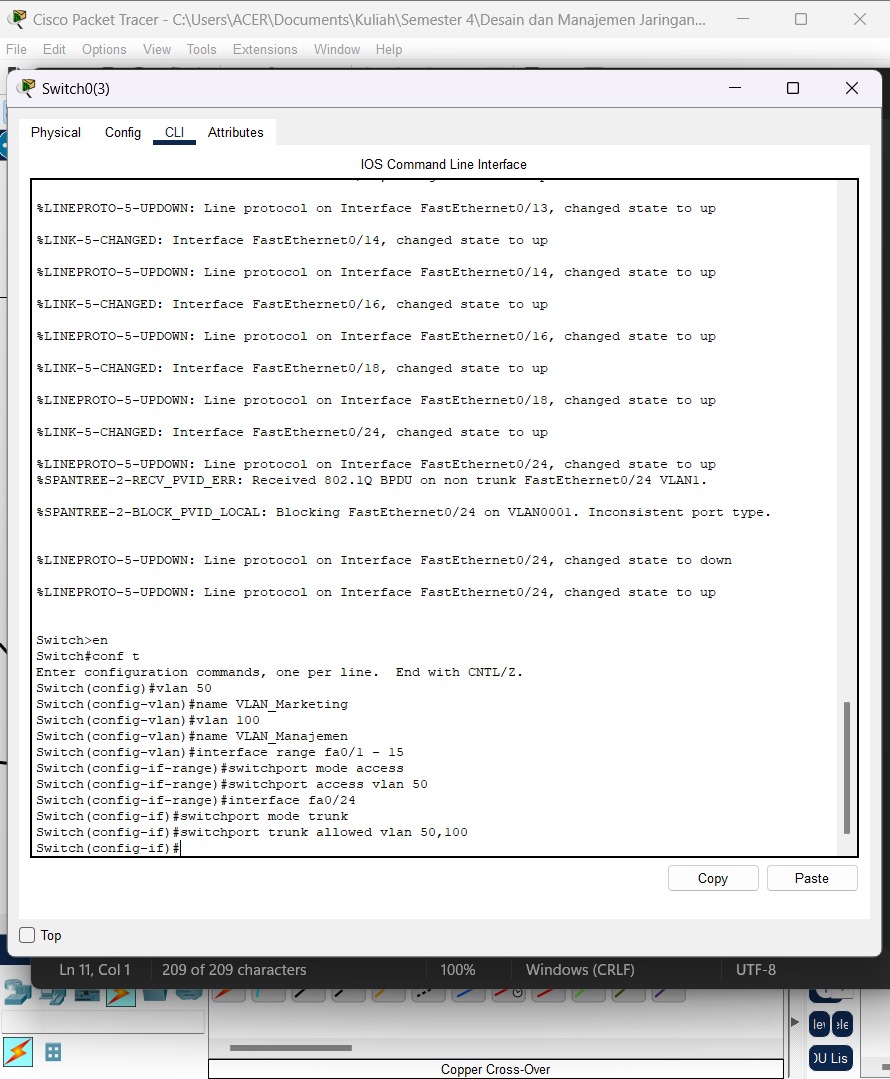 Cisco Packet Tracer - C:\Users\ACER\Documents\Kuliah\Semester 4\Desain dan Manajemen Jaringan...
File Edit Options View Tools Extensions Window Help
Switch0(3)
Physical Config CLI Attributes
IOS Command Line Interface
%LINEPROTO-5-UPDOWN: Line protocol on Interface FastEthernet0/13, changed state to up
%LINK-5-CHANGED: Interface FastEthernet0/14, changed state to up
%LINEPROTO-5-UPDOWN: Line protocol on Interface FastEthernet0/14, changed state to up
%LINK-5-CHANGED: Interface FastEthernet0/16, changed state to up
%LINEPROTO-5-UPDOWN: Line protocol on Interface FastEthernet0/16, changed state to up
%LINK-5-CHANGED: Interface FastEthernet0/18, changed state to up
%LINEPROTO-5-UPDOWN: Line protocol on Interface FastEthernet0/18, changed state to up
%LINK-5-CHANGED: Interface FastEthernet0/24, changed state to up
%LINEPROTO-5-UPDOWN: Line protocol on Interface FastEthernet0/24, changed state to up
%SPANTREE-2-RECV_PVID_ERR: Received 802.1Q BPDU on non trunk FastEthernet0/24 VLAN1.
%SPANTREE-2-BLOCK_PVID_LOCAL: Blocking FastEthernet0/24 on VLAN0001. Inconsistent port type.
%LINEPROTO-5-UPDOWN: Line protocol on Interface FastEthernet0/24, changed state to down
%LINEPROTO-5-UPDOWN: Line protocol on Interface FastEthernet0/24, changed state to up
Switch>en
Switch#conf t
Enter configuration commands, one per line.  End with CNTL/Z.
Switch(config)#vlan 50
Switch(config-vlan)#name VLAN_Marketing
Switch(config-vlan)#vlan 100
Switch(config-vlan)#name VLAN_Manajemen
Switch(config-vlan)#interface range fa0/1 - 15
Switch(config-if-range)#switchport mode access
Switch(config-if-range)#switchport access vlan 50
Switch(config-if-range)#interface fa0/24
Switch(config-if)#switchport mode trunk
Switch(config-if)#switchport trunk allowed vlan 50,100
Switch(config-if)#
Copy Paste
Top
Ln 11, Col 1 209 of 209 characters 100% Windows (CRLF) UTF-8
Copper Cross-Over